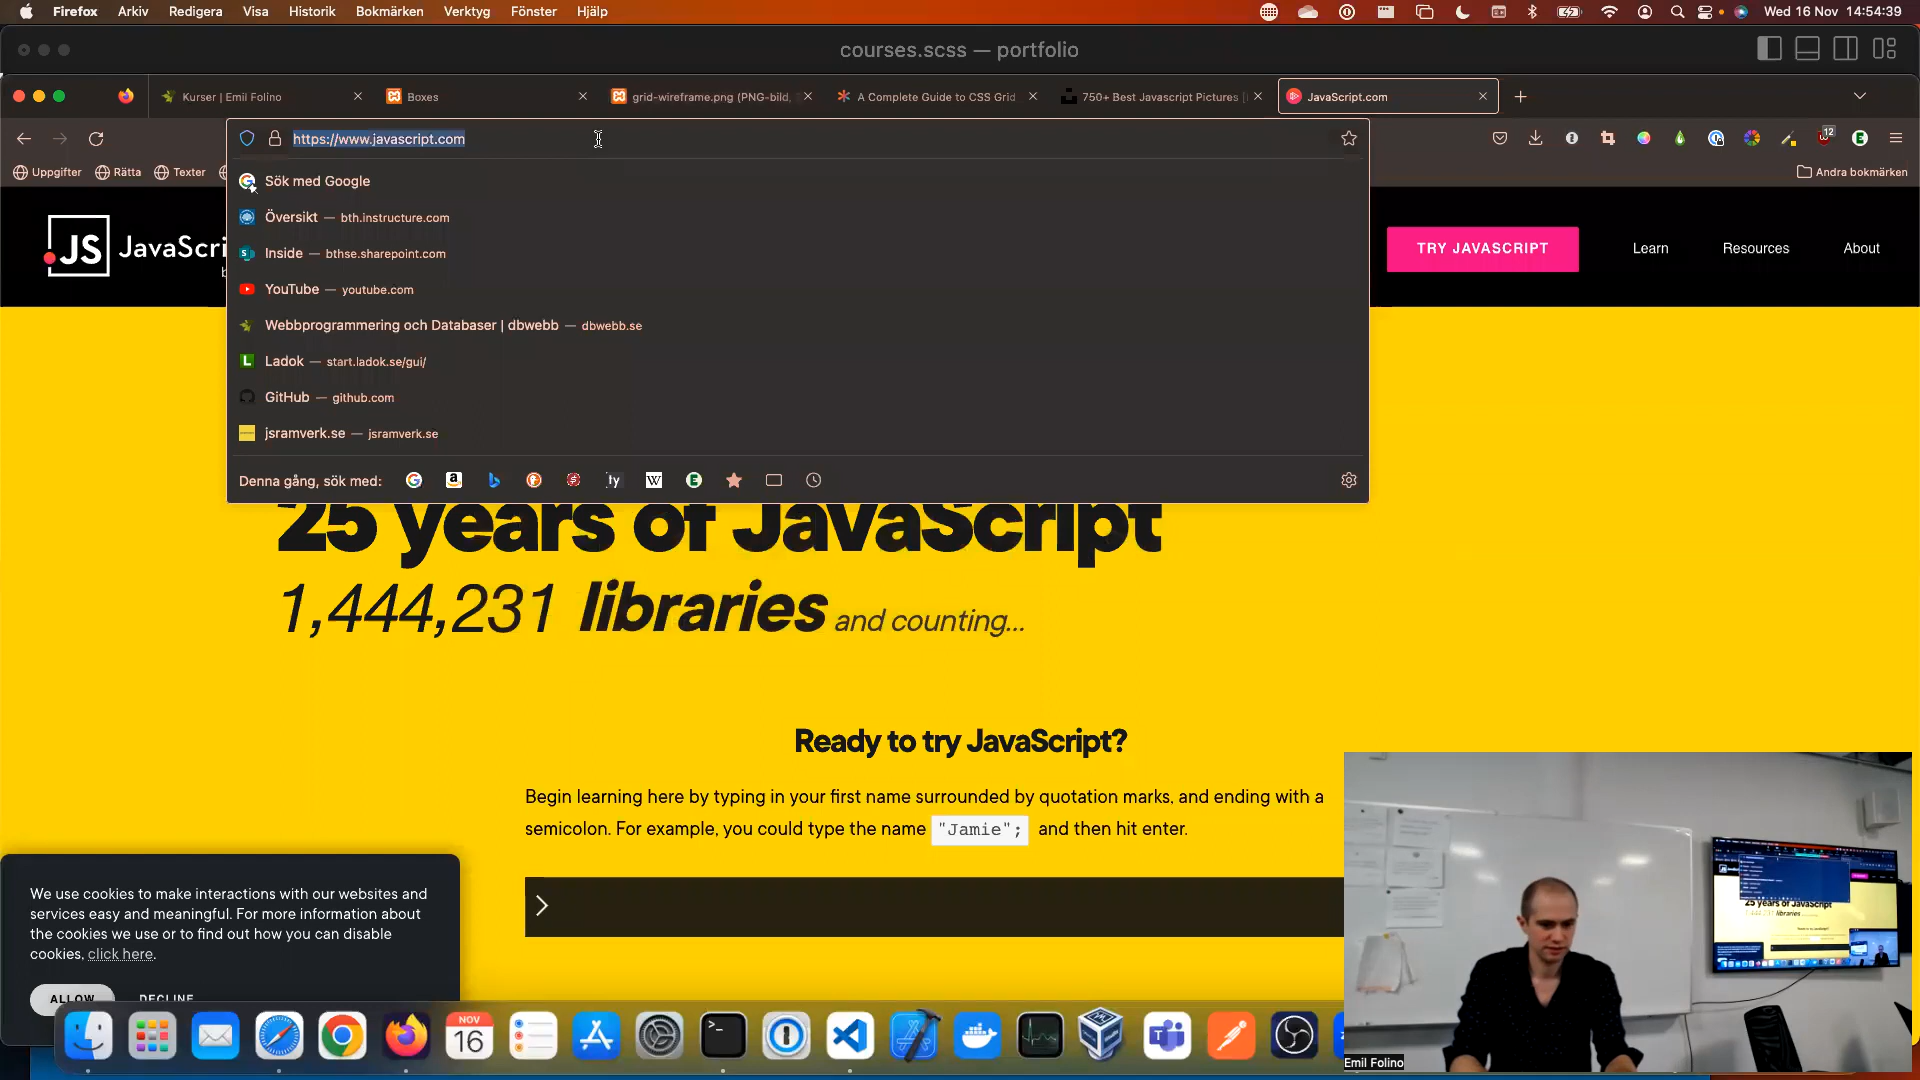 Firefox Arkiv Redigera Visa Historik Bokmärken Verktyg Fönster Hjälp Wed 16 Nov 14:54:39
courses.scss — portfolio
Kurser | Emil Folino Boxes grid-wireframe.png (PNG-bild, A Complete Guide to CSS Grid 750+ Best Javascript Pictures JavaScript.com
https://www.javascript.com 12
Uppgifter Rätta Texter Andra bokmärken
Sök med Google
Översikt — bth.instructure.com
JS JavaScri TRY JAVASCRIPT Learn Resources About
Inside — bthse.sharepoint.com
YouTube — youtube.com
Webbprogrammering och Databaser | dbwebb — dbwebb.se
L Ladok — start.ladok.se/gui/
GitHub — github.com
jsramverk.se — jsramverk.se
Denna gång, sök med: ty W
25 years of JavaScript
1,444,231 libraries and counting...
Ready to try JavaScript?
Begin learning here by typing in your first name surrounded by quotation marks, and ending with a
semicolon. For example, you could type the name "Jamie"; and then hit enter.
We use cookies to make interactions with our websites and
services easy and meaningful. For more information about
the cookies we use or to find out how you can disable
cookies, click here.
ALLOW DECLINE
25 years of JavaScript
NOV
16
Emil Folino